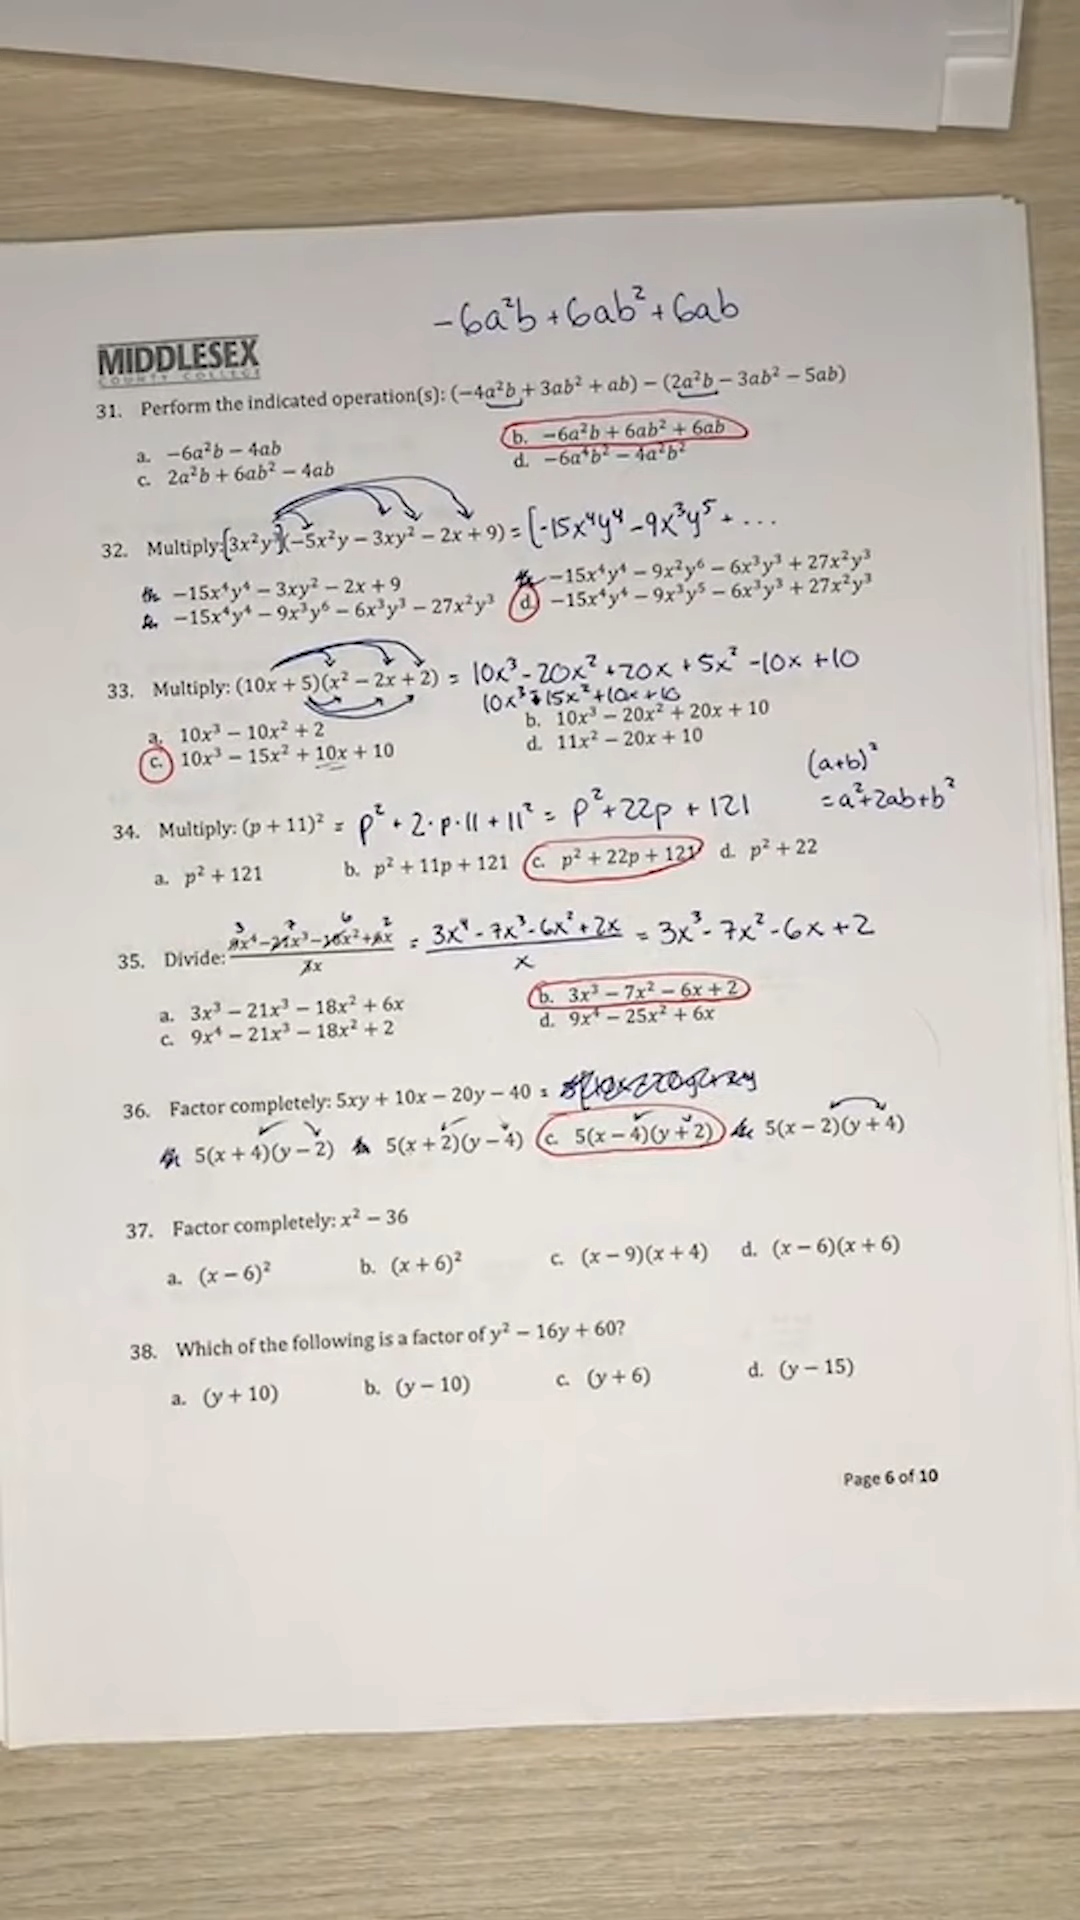 -6a²b + 6ab² + 6ab
MIDDLESEX
COUNTY COLLEGE
31. Perform the indicated operation(s): (−4a²b + 3ab² + ab) − (2a²b − 3ab² − 5ab)
a. −6a²b − 4ab
b. −6a²b + 6ab² + 6ab
c. 2a²b + 6ab² − 4ab
d. −6a⁴b² − 4a²b²
32. Multiply: (3x²y³)(−5x²y − 3xy² − 2x + 9) = [-15x⁴y⁴ - 9x³y⁵ + ...
−15x⁴y⁴ − 3xy² − 2x + 9
−15x⁴y⁴ − 9x²y⁶ − 6x³y³ + 27x²y³
−15x⁴y⁴ − 9x³y⁶ − 6x³y³ − 27x²y³
d. −15x⁴y⁴ − 9x³y⁵ − 6x³y³ + 27x²y³
33. Multiply: (10x + 5)(x² − 2x + 2) = 10x³ - 20x² + 20x + 5x² - 10x + 10
10x³ - 15x² + 10x + 10
a. 10x³ − 10x² + 2
b. 10x³ − 20x² + 20x + 10
c. 10x³ − 15x² + 10x + 10
d. 11x² − 20x + 10
(a+b)²
= a²+2ab+b²
34. Multiply: (p + 11)² = p² + 2·p·11 + 11² = p² + 22p + 121
a. p² + 121 b. p² + 11p + 121 c. p² + 22p + 121 d. p² + 22
3 7 6 2
35. Divide: 9x⁴−21x³−18x²+6x / 3x = 3x⁴ - 7x³ - 6x² + 2x / x = 3x³ - 7x² - 6x + 2
a. 3x³ − 21x³ − 18x² + 6x
b. 3x³ − 7x² − 6x + 2
c. 9x⁴ − 21x³ − 18x² + 2
d. 9x⁴ − 25x² + 6x
36. Factor completely: 5xy + 10x − 20y − 40 =
5(x + 4)(y − 2) 5(x + 2)(y − 4) c. 5(x − 4)(y + 2) 5(x − 2)(y + 4)
37. Factor completely: x² − 36
a. (x − 6)² b. (x + 6)² c. (x − 9)(x + 4) d. (x − 6)(x + 6)
38. Which of the following is a factor of y² − 16y + 60?
a. (y + 10) b. (y − 10) c. (y + 6) d. (y − 15)
Page 6 of 10